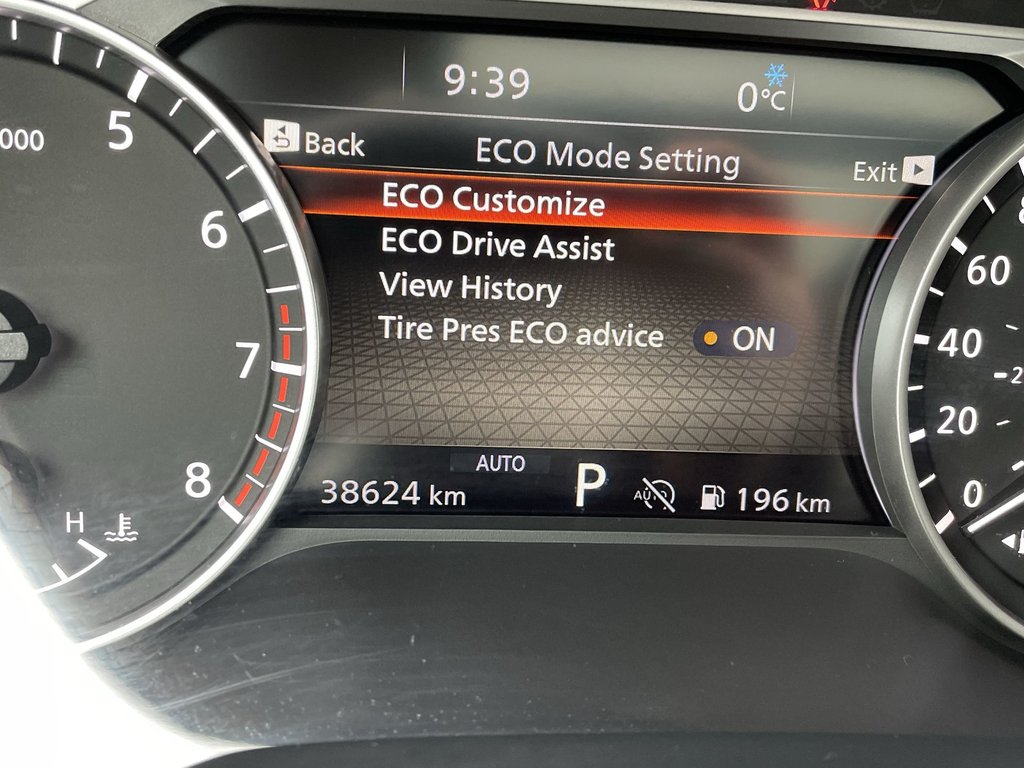 9:39
0°C
Back
ECO Mode Setting
Exit
ECO Customize
ECO Drive Assist
View History
Tire Pres ECO advice ON
AUTO
38624 km
P
196 km
000
5
6
7
8
H
60
40
20
0